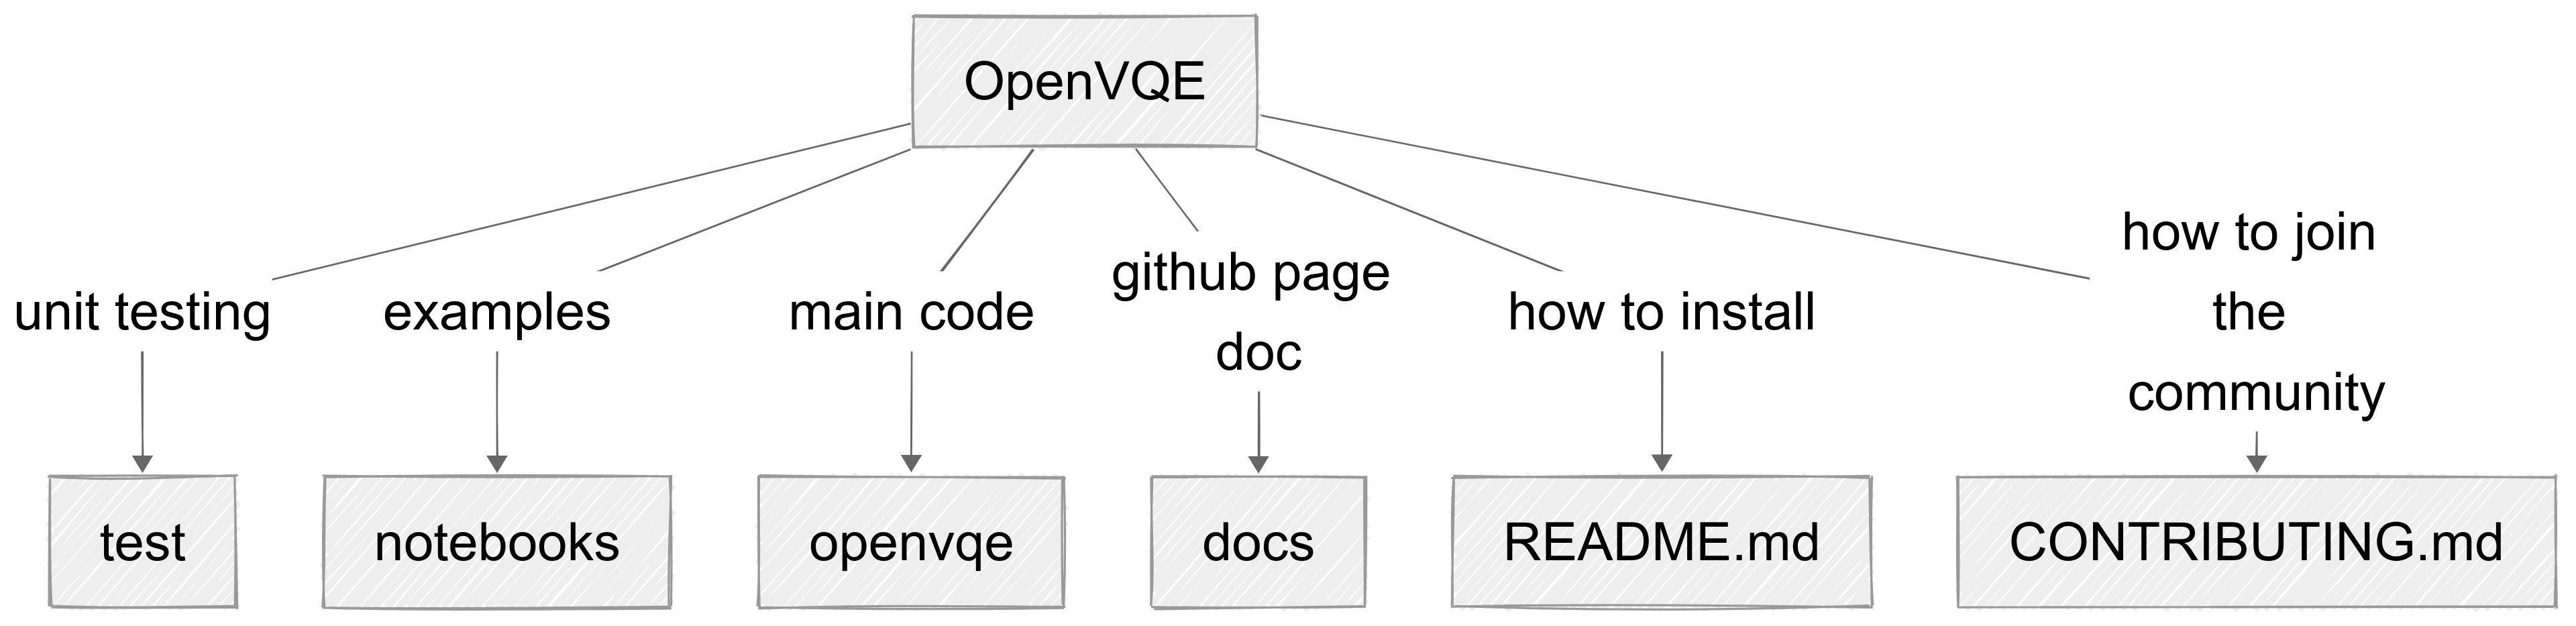 OpenVQE
unit testing
examples
main code
github page
doc
how to install
how to join
the
community
test
notebooks
openvqe
docs
README.md
CONTRIBUTING.md